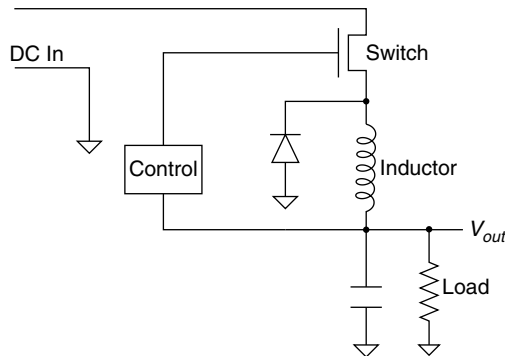 DC In
Switch
Control
Inductor
Vout
Load